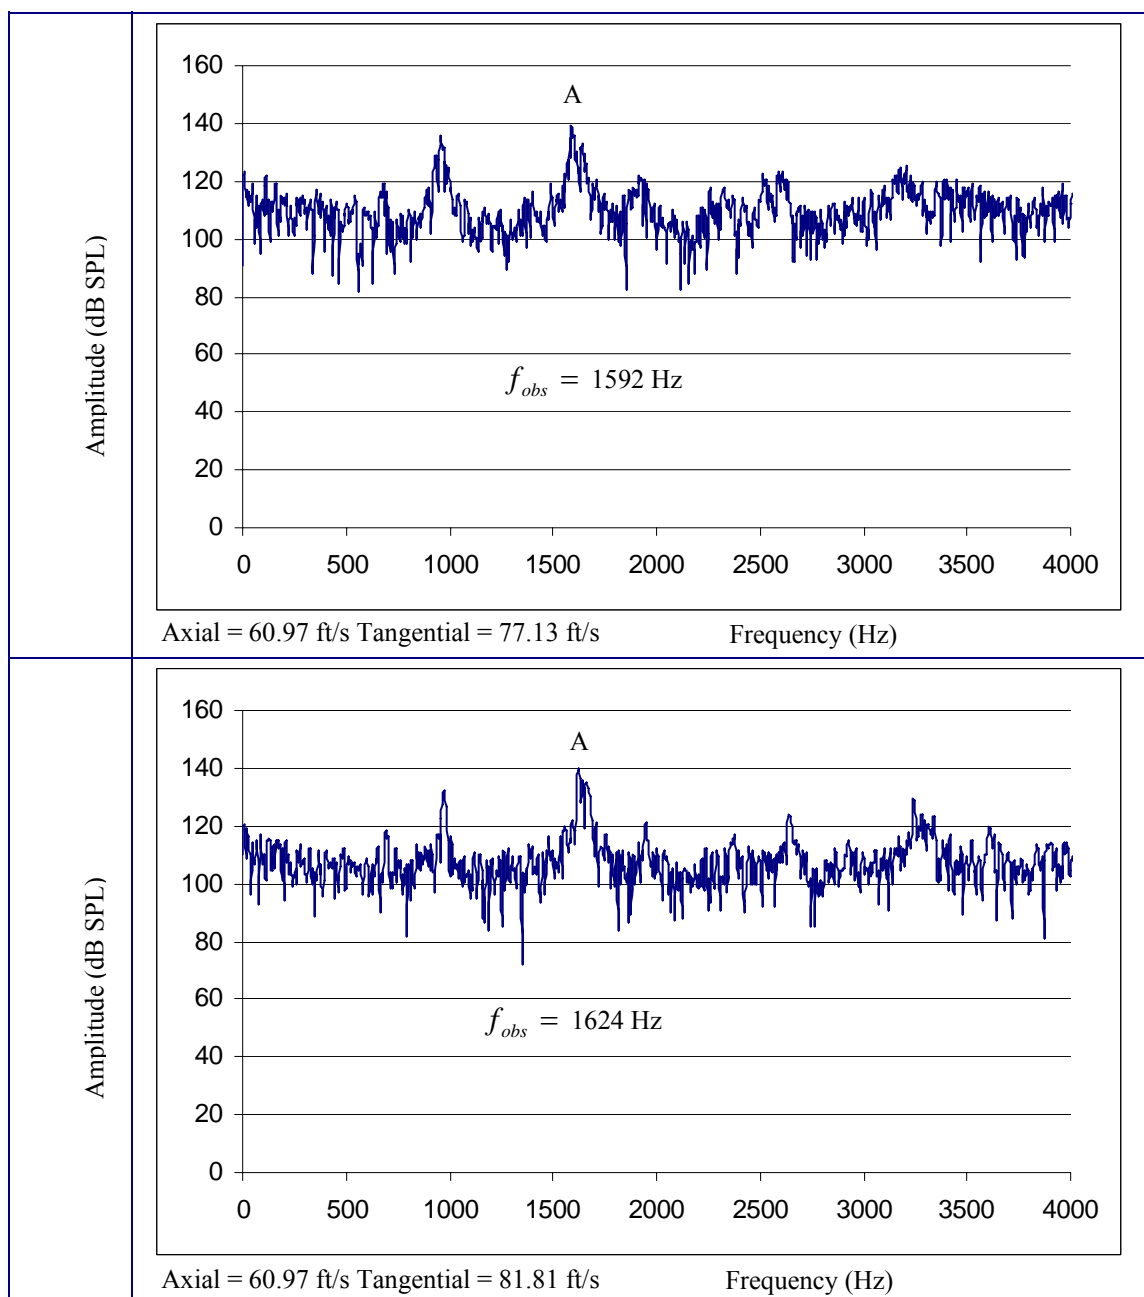 Amplitude (dB SPL)
160
140
120
100
80
60
40
20
0
A
f_obs = 1592 Hz
0 500 1000 1500 2000 2500 3000 3500 4000
Axial = 60.97 ft/s Tangential = 77.13 ft/s Frequency (Hz)
Amplitude (dB SPL)
160
140
120
100
80
60
40
20
0
A
f_obs = 1624 Hz
0 500 1000 1500 2000 2500 3000 3500 4000
Axial = 60.97 ft/s Tangential = 81.81 ft/s Frequency (Hz)